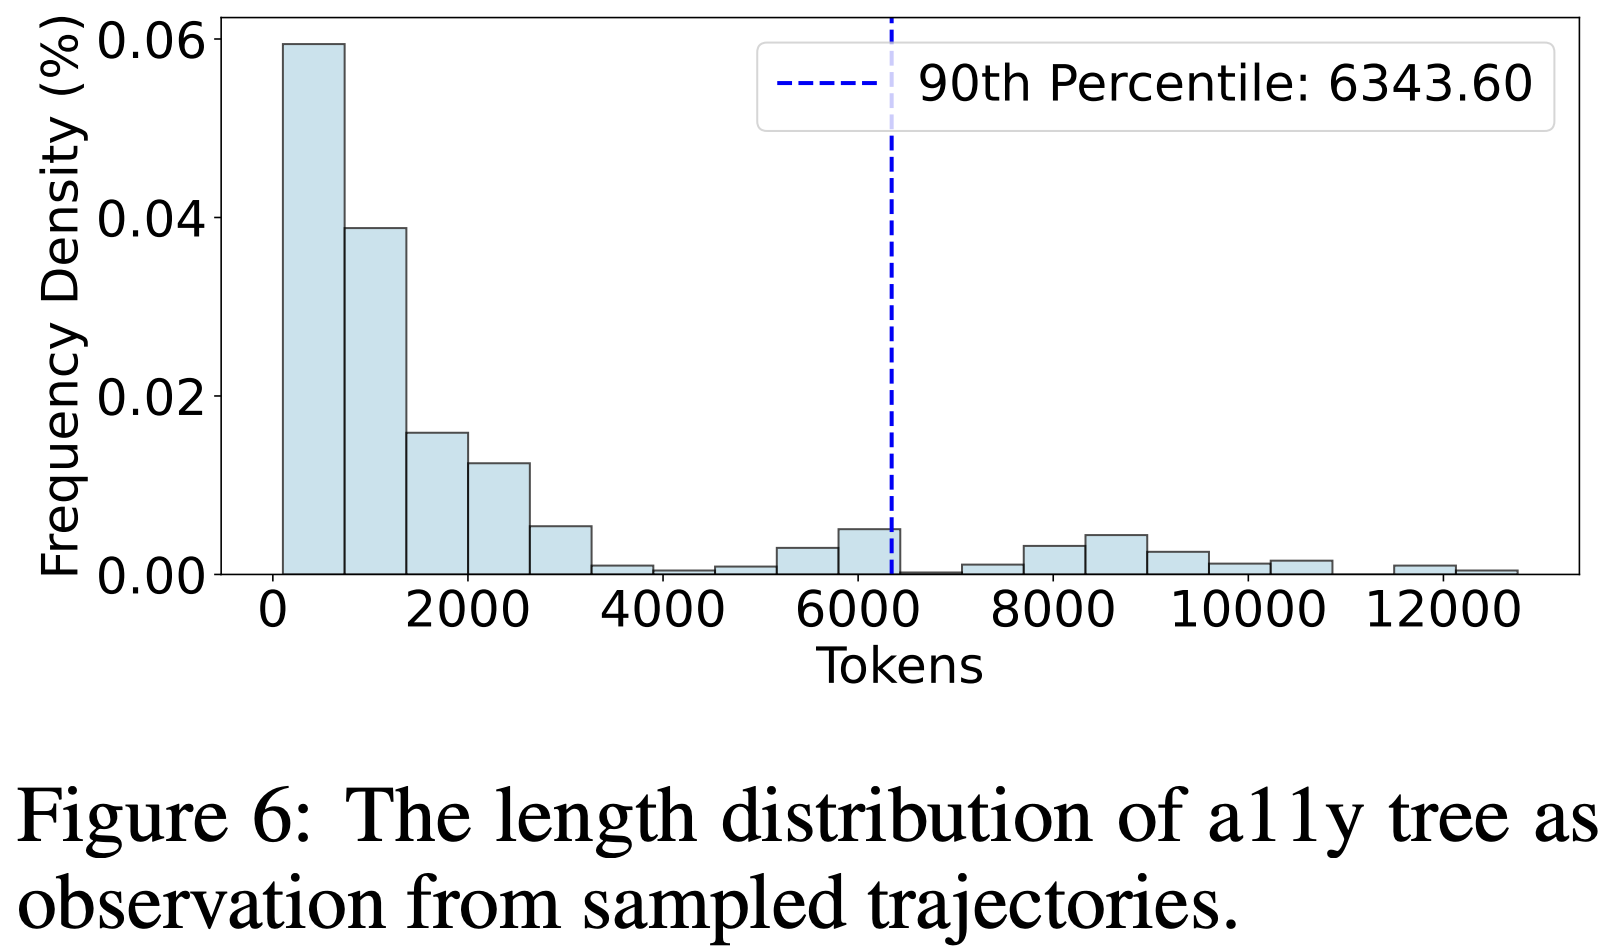 Frequency Density (%)
0.06
0.04
0.02
0.00
90th Percentile: 6343.60
0 2000 4000 6000 8000 10000 12000
Tokens
Figure 6: The length distribution of a11y tree as
observation from sampled trajectories.